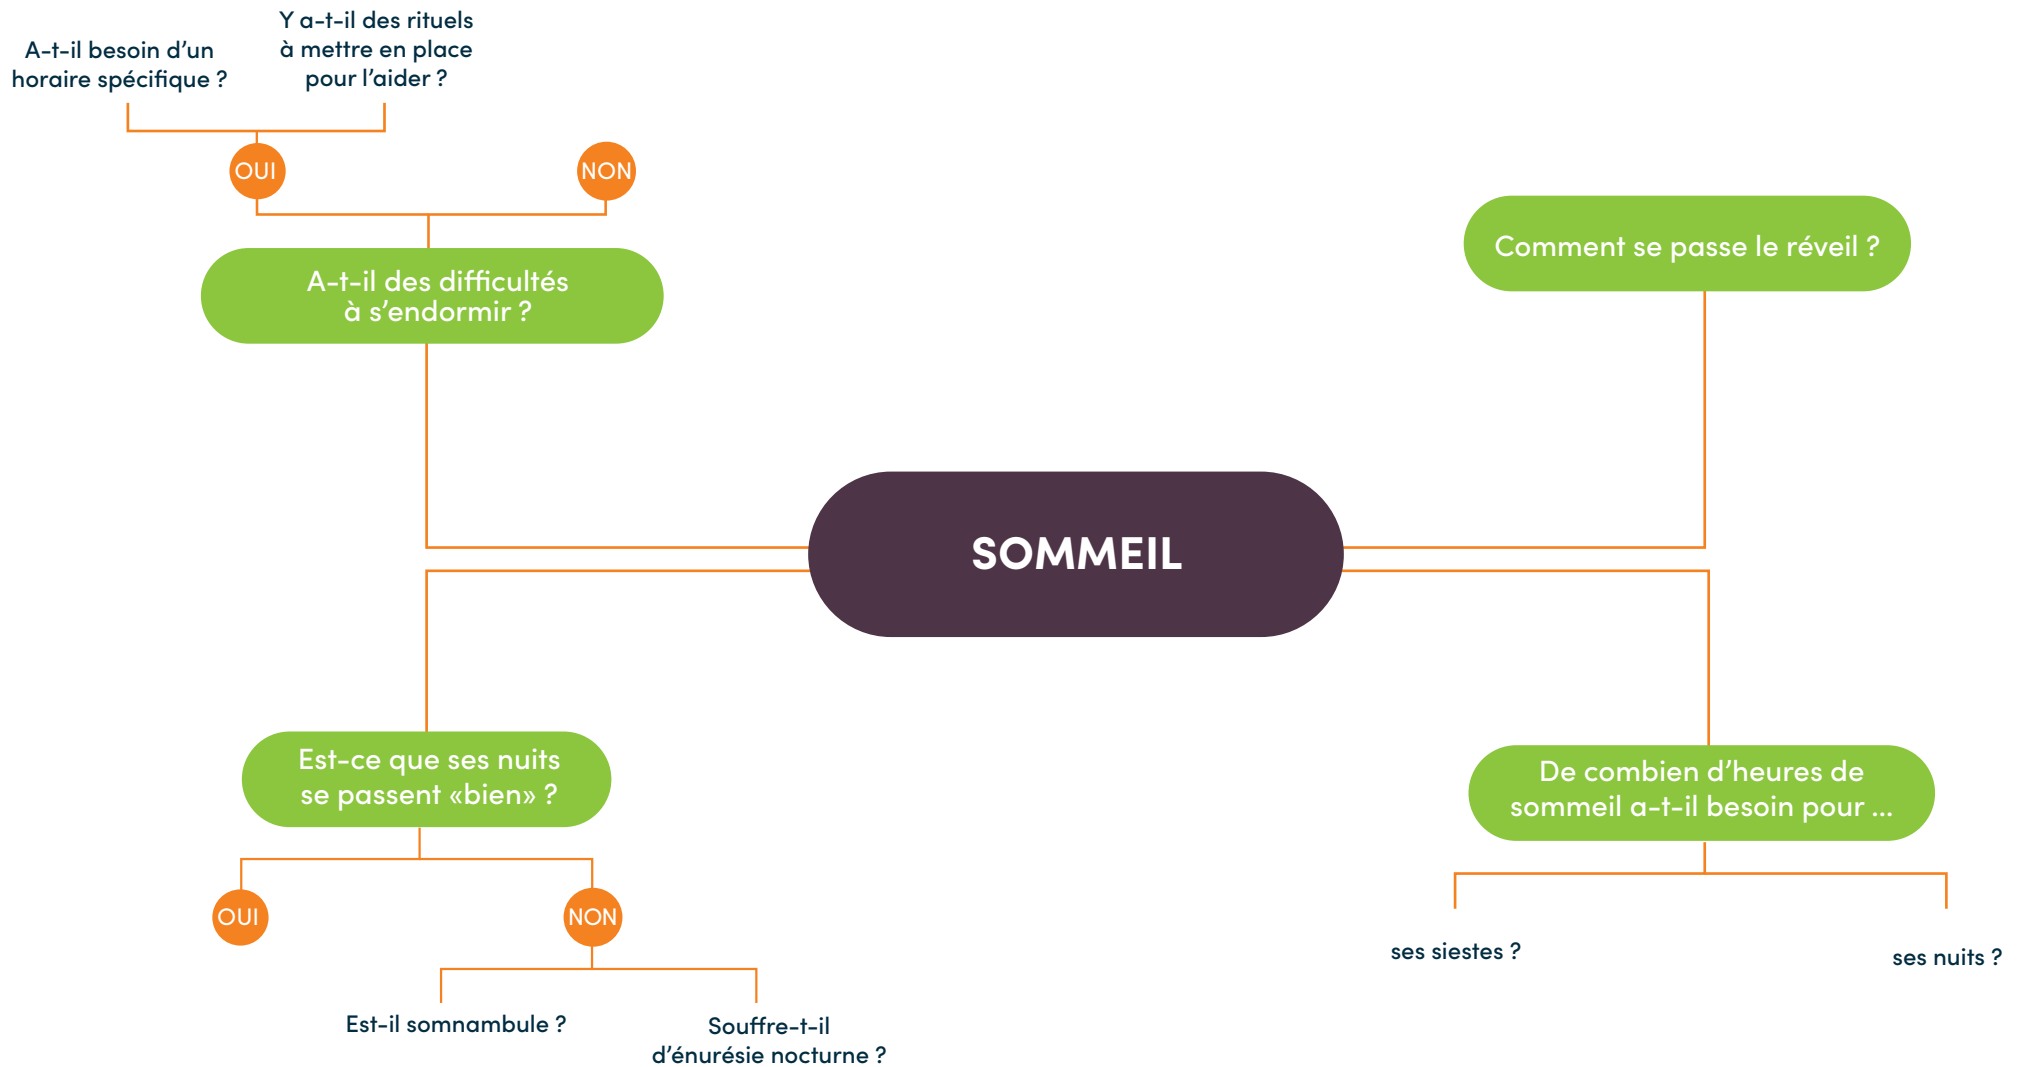 A-t-il besoin d’un
horaire spécifique ?
Y a-t-il des rituels
à mettre en place
pour l’aider ?
OUI
NON
A-t-il des difficultés
à s’endormir ?
Comment se passe le réveil ?
SOMMEIL
Est-ce que ses nuits
se passent «bien» ?
OUI
NON
Est-il somnambule ?
Souffre-t-il
d’énurésie nocturne ?
De combien d’heures de
sommeil a-t-il besoin pour ...
ses siestes ?
ses nuits ?